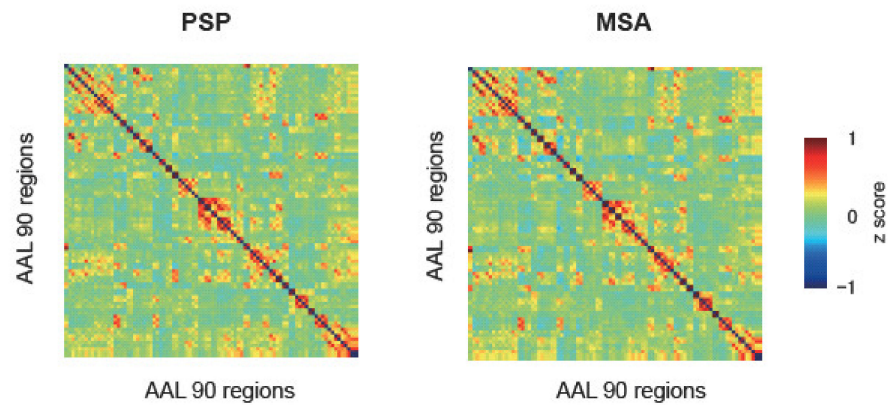 PSP
MSA
AAL 90 regions
AAL 90 regions
1
0
−1
z score
AAL 90 regions
AAL 90 regions